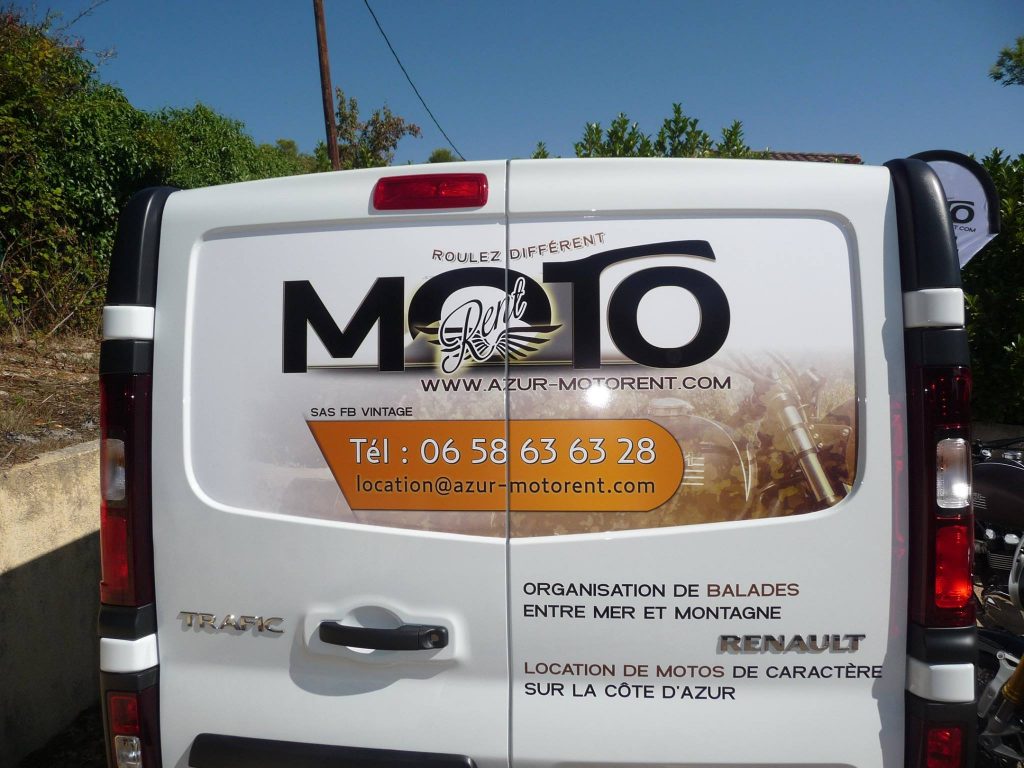 ROULEZ DIFFÉRENT
MOTO
Rent
WWW.AZUR-MOTORENT.COM
SAS FB VINTAGE
Tél : 06 58 63 63 28
location@azur-motorent.com
ORGANISATION DE BALADES
ENTRE MER ET MONTAGNE
TRAFIC
RENAULT
LOCATION DE MOTOS DE CARACTÈRE
SUR LA CÔTE D'AZUR